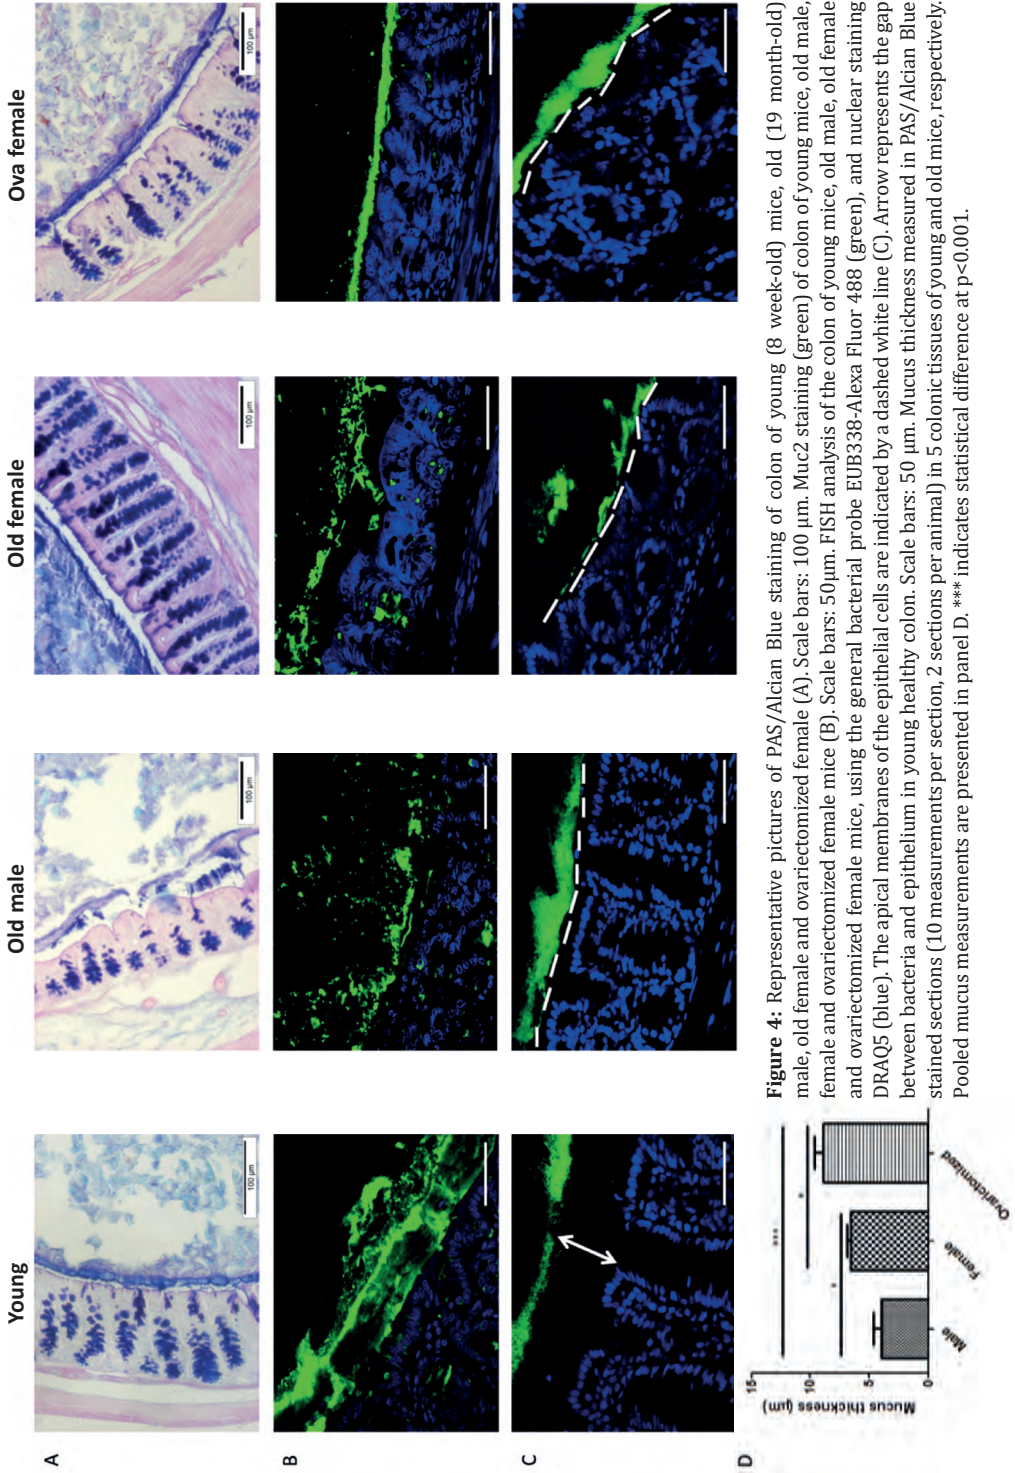 Young
Old male
Old female
Ova female
A
100 µm
100 µm
100 µm
100 µm
B
C
D
Mucus thickness (µm)
15
10
5
0
***
*
*
Male
Female
Ovarictomized
Figure 4: Representative pictures of PAS/Alcian Blue staining of colon of young (8 week-old) mice, old (19 month-old)
male, old female and ovariectomized female (A). Scale bars: 100 µm. Muc2 staining (green) of colon of young mice, old male,
female and ovariectomized female mice (B). Scale bars: 50µm. FISH analysis of the colon of young mice, old male, old female
and ovariectomized female mice, using the general bacterial probe EUB338-Alexa Fluor 488 (green), and nuclear staining
DRAQ5 (blue). The apical membranes of the epithelial cells are indicated by a dashed white line (C). Arrow represents the gap
between bacteria and epithelium in young healthy colon. Scale bars: 50 µm. Mucus thickness measured in PAS/Alcian Blue
stained sections (10 measurements per section, 2 sections per animal) in 5 colonic tissues of young and old mice, respectively.
Pooled mucus measurements are presented in panel D. *** indicates statistical difference at p<0.001.